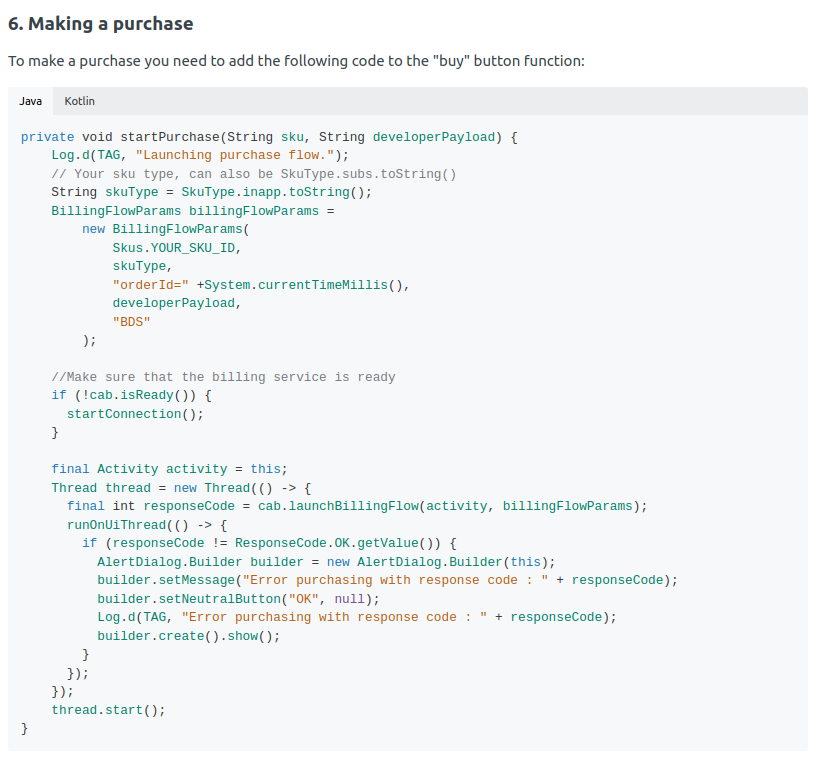 6. Making a purchase
To make a purchase you need to add the following code to the "buy" button function:
Java Kotlin
private void startPurchase(String sku, String developerPayload) {
    Log.d(TAG, "Launching purchase flow.");
    // Your sku type, can also be SkuType.subs.toString()
    String skuType = SkuType.inapp.toString();
    BillingFlowParams billingFlowParams =
        new BillingFlowParams(
            Skus.YOUR_SKU_ID,
            skuType,
            "orderId=" +System.currentTimeMillis(),
            developerPayload,
            "BDS"
        );

    //Make sure that the billing service is ready
    if (!cab.isReady()) {
      startConnection();
    }

    final Activity activity = this;
    Thread thread = new Thread(() -> {
      final int responseCode = cab.launchBillingFlow(activity, billingFlowParams);
      runOnUiThread(() -> {
        if (responseCode != ResponseCode.OK.getValue()) {
          AlertDialog.Builder builder = new AlertDialog.Builder(this);
          builder.setMessage("Error purchasing with response code : " + responseCode);
          builder.setNeutralButton("OK", null);
          Log.d(TAG, "Error purchasing with response code : " + responseCode);
          builder.create().show();
        }
      });
    });
    thread.start();
}